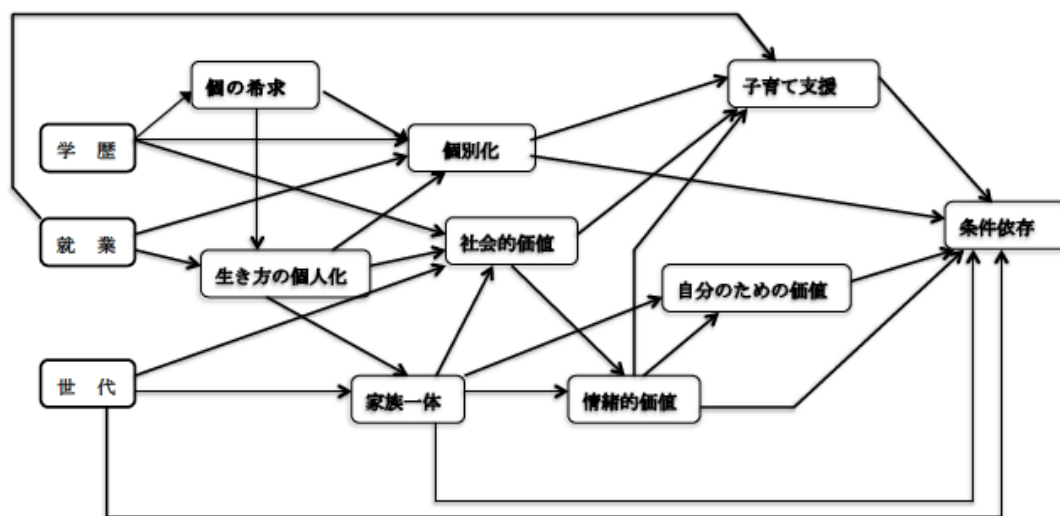 子育て支援
個の希求
学 歴
個別化
就 業
社会的価値
条件依存
生き方の個人化
自分のための価値
世 代
家族一体
情緒的価値